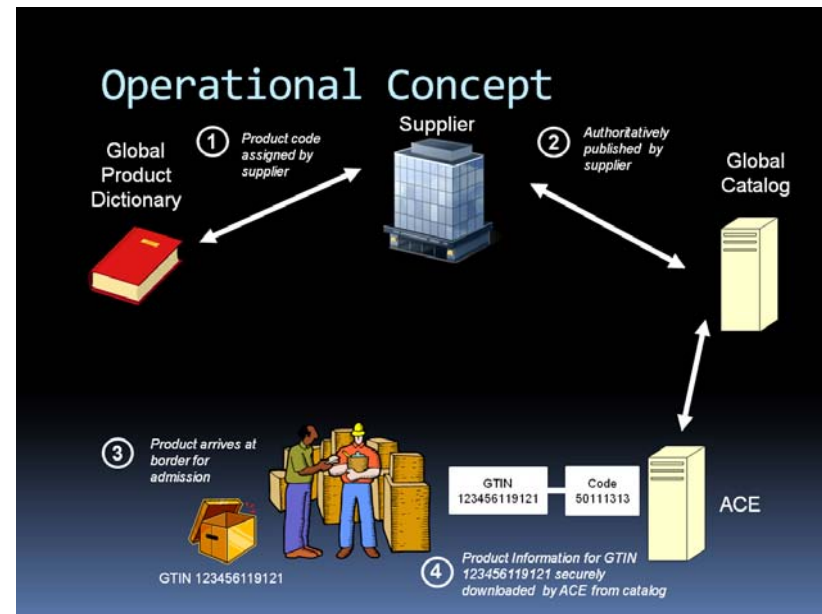 Operational Concept
Global
Product
Dictionary
1
Product code
assigned by
supplier
Supplier
2
Authoritatively
published by
supplier
Global
Catalog
3
Product arrives at
border for
admission
GTIN 123456119121
GTIN
123456119121
Code
50111313
ACE
4
Product Information for GTIN
123456119121 securely
downloaded by ACE from catalog